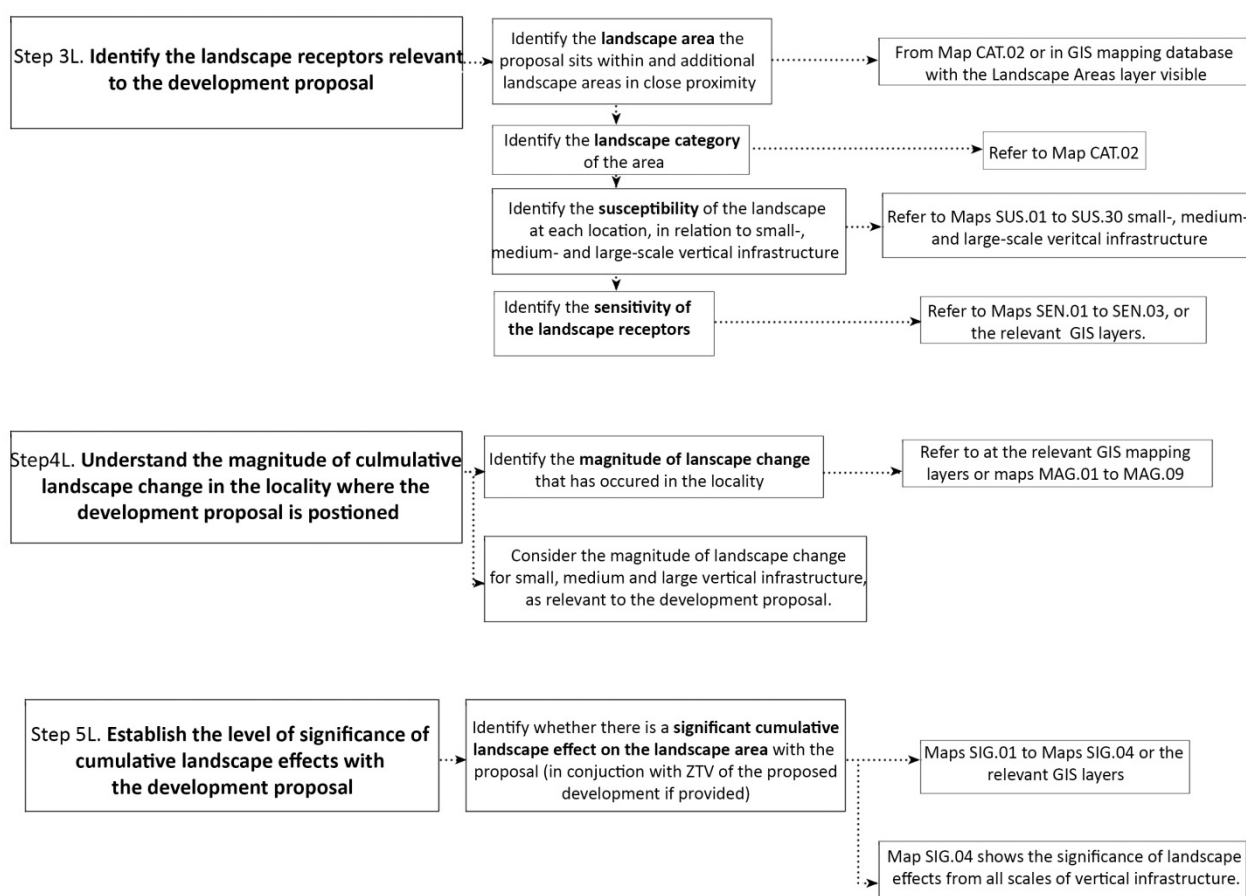 Step 3L. Identify the landscape receptors relevant
to the development proposal
Identify the landscape area the
proposal sits within and additional
landscape areas in close proximity
From Map CAT.02 or in GIS mapping database
with the Landscape Areas layer visible
Identify the landscape category
of the area
Refer to Map CAT.02
Identify the susceptibility of the landscape
at each location, in relation to small-,
medium- and large-scale vertical infrastructure
Refer to Maps SUS.01 to SUS.30 small-, medium-
and large-scale veritcal infrastructure
Identify the sensitivity of
the landscape receptors
Refer to Maps SEN.01 to SEN.03, or
the relevant GIS layers.
Step4L. Understand the magnitude of culmulative
landscape change in the locality where the
development proposal is postioned
Identify the magnitude of lanscape change
that has occured in the locality
Refer to at the relevant GIS mapping
layers or maps MAG.01 to MAG.09
Consider the magnitude of landscape change
for small, medium and large vertical infrastructure,
as relevant to the development proposal.
Step 5L. Establish the level of significance of
cumulative landscape effects with
the development proposal
Identify whether there is a significant cumulative
landscape effect on the landscape area with the
proposal (in conjuction with ZTV of the proposed
development if provided)
Maps SIG.01 to Maps SIG.04 or the
relevant GIS layers
Map SIG.04 shows the significance of landscape
effects from all scales of vertical infrastructure.